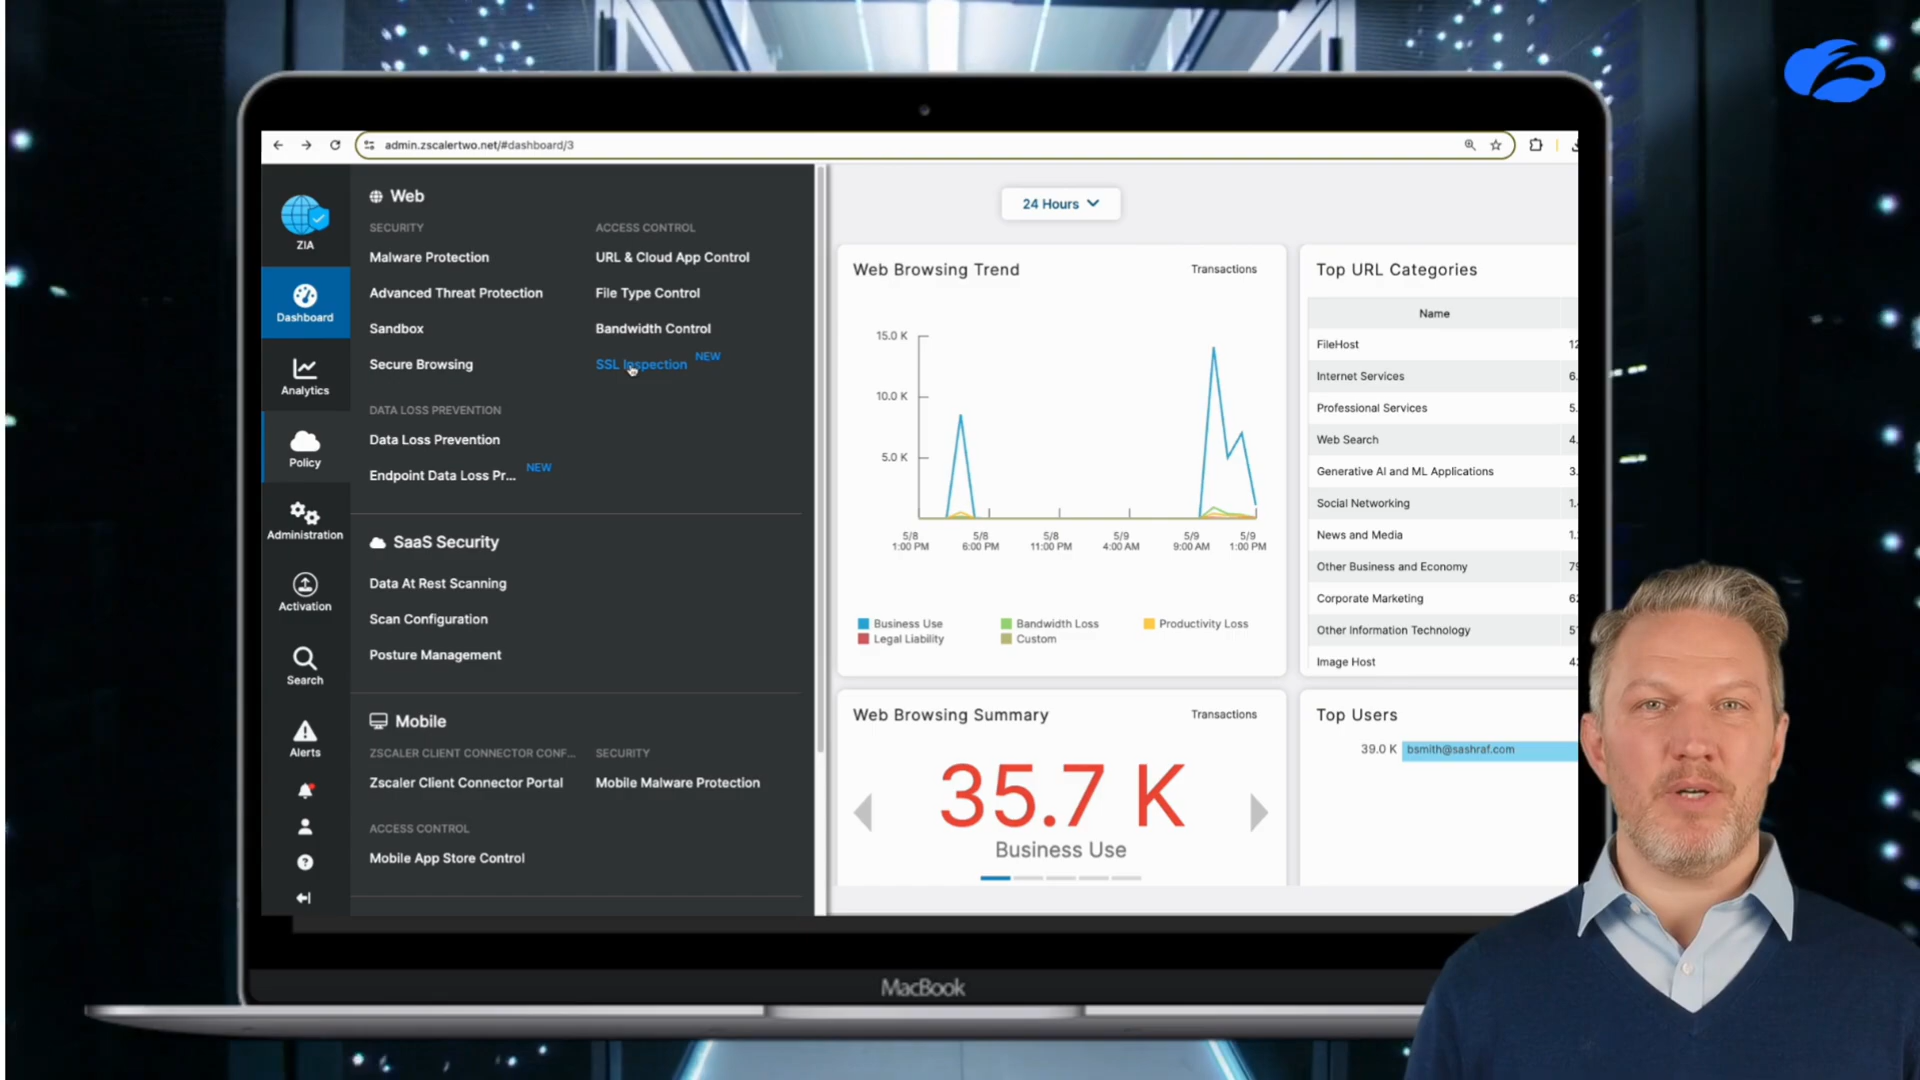 admin.zscalertwo.net/#dashboard/3
ZIA
Dashboard
Analytics
Policy
Administration
Activation
Search
Alerts
Web
SECURITY
Malware Protection
Advanced Threat Protection
Sandbox
Secure Browsing
ACCESS CONTROL
URL & Cloud App Control
File Type Control
Bandwidth Control
SSL Inspection NEW
DATA LOSS PREVENTION
Data Loss Prevention
Endpoint Data Loss Pr... NEW
SaaS Security
Data At Rest Scanning
Scan Configuration
Posture Management
Mobile
ZSCALER CLIENT CONNECTOR CONF...
Zscaler Client Connector Portal
SECURITY
Mobile Malware Protection
ACCESS CONTROL
Mobile App Store Control
24 Hours
Web Browsing Trend Transactions
15.0 K
10.0 K
5.0 K
5/8 5/8 5/8 5/9 5/9 5/9
1:00 PM 6:00 PM 11:00 PM 4:00 AM 9:00 AM 1:00 PM
Business Use Bandwidth Loss Productivity Loss
Legal Liability Custom
Top URL Categories
Name
FileHost
Internet Services
Professional Services
Web Search
Generative AI and ML Applications
Social Networking
News and Media
Other Business and Economy
Corporate Marketing
Other Information Technology
Image Host
Web Browsing Summary Transactions
35.7 K
Business Use
Top Users
39.0 K bsmith@sashraf.com
MacBook